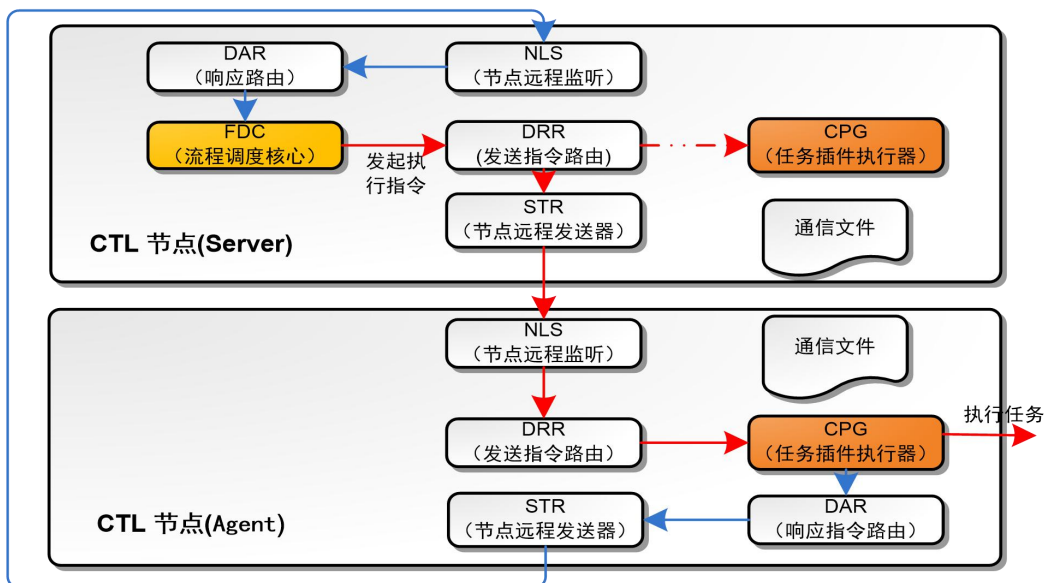 DAR
（响应路由）
NLS
（节点远程监听）
FDC
（流程调度核心）
发起执
行指令
DRR
(发送指令路由)
CPG
（任务插件执行器）
STR
（节点远程发送器）
通信文件
CTL 节点(Server)
NLS
（节点远程监听）
通信文件
DRR
（发送指令路由）
CPG
（任务插件执行器）
执行任务
STR
（节点远程发送器）
DAR
（响应指令路由）
CTL 节点(Agent)